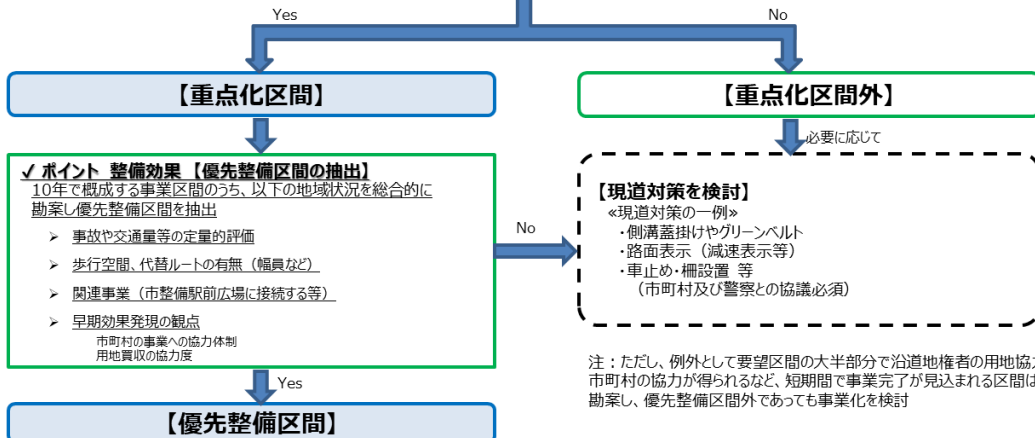 Yes
No
【重点化区間】
【重点化区間外】
必要に応じて
✓ ポイント 整備効果 【優先整備区間の抽出】
10年で概成する事業区間のうち、以下の地域状況を総合的に
勘案し優先整備区間を抽出
➢ 事故や交通量等の定量的評価
➢ 歩行空間、代替ルートの有無（幅員など）
➢ 関連事業（市整備駅前広場に接続する等）
➢ 早期効果発現の観点
市町村の事業への協力体制
用地買収の協力度
No
【現道対策を検討】
≪現道対策の一例≫
・側溝蓋掛けやグリーンベルト
・路面表示（減速表示等）
・車止め・柵設置 等
（市町村及び警察との協議必須）
注：ただし、例外として要望区間の大半部分で沿道地権者の用地協力
市町村の協力が得られるなど、短期間で事業完了が見込まれる区間は
勘案し、優先整備区間外であっても事業化を検討
Yes
【優先整備区間】